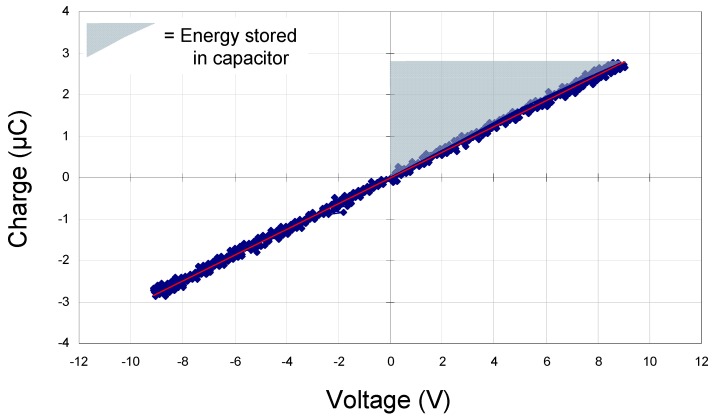 = Energy stored
in capacitor
4
3
2
1
0
-1
-2
-3
-4
-12 -10 -8 -6 -4 -2 0 2 4 6 8 10 12
Charge (µC)
Voltage (V)